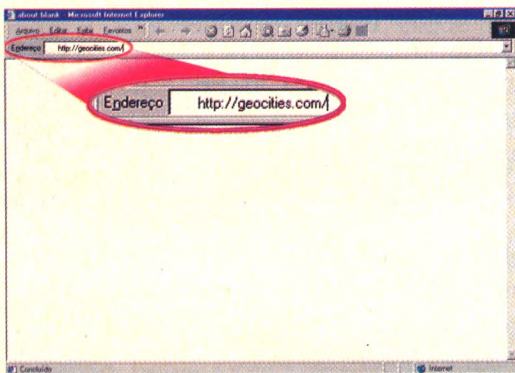 about:blank - Microsoft Internet Explorer
Arquivo Editar Exibir Favoritos »
Endereço http://geocities.com/
Endereço http://geocities.com/
Concluído Internet